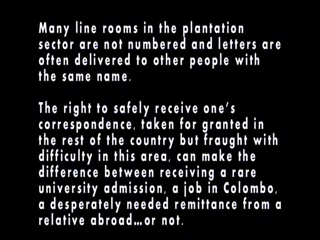 Many line rooms in the plantation
sector are not numbered and letters are
often delivered to other people with
the same name.
The right to safely receive one's
correspondence, taken for granted in
the rest of the country but fraught with
difficulty in this area, can make the
difference between receiving a rare
university admission, a job in Colombo,
a desperately needed remittance from a
relative abroad...or not.